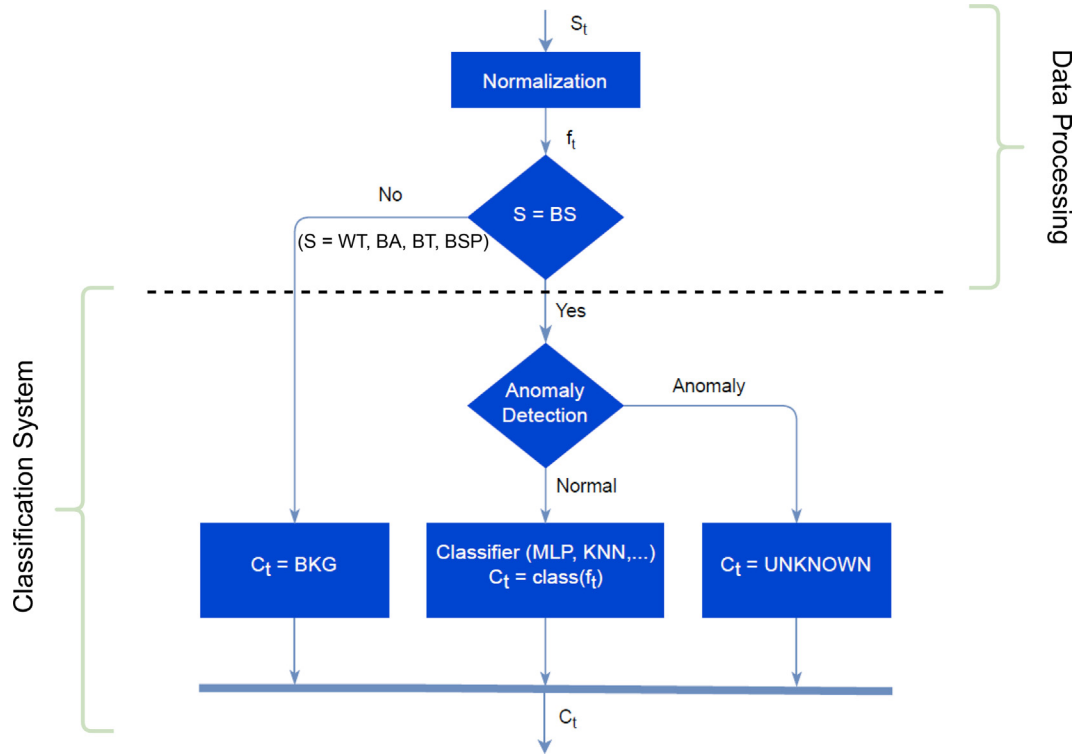 St
Normalization
ft
Data Processing
No
S = BS
(S = WT, BA, BT, BSP)
Yes
Classification System
Anomaly
Detection
Anomaly
Normal
Ct = BKG
Classifier (MLP, KNN,...)
Ct = class(ft)
Ct = UNKNOWN
Ct